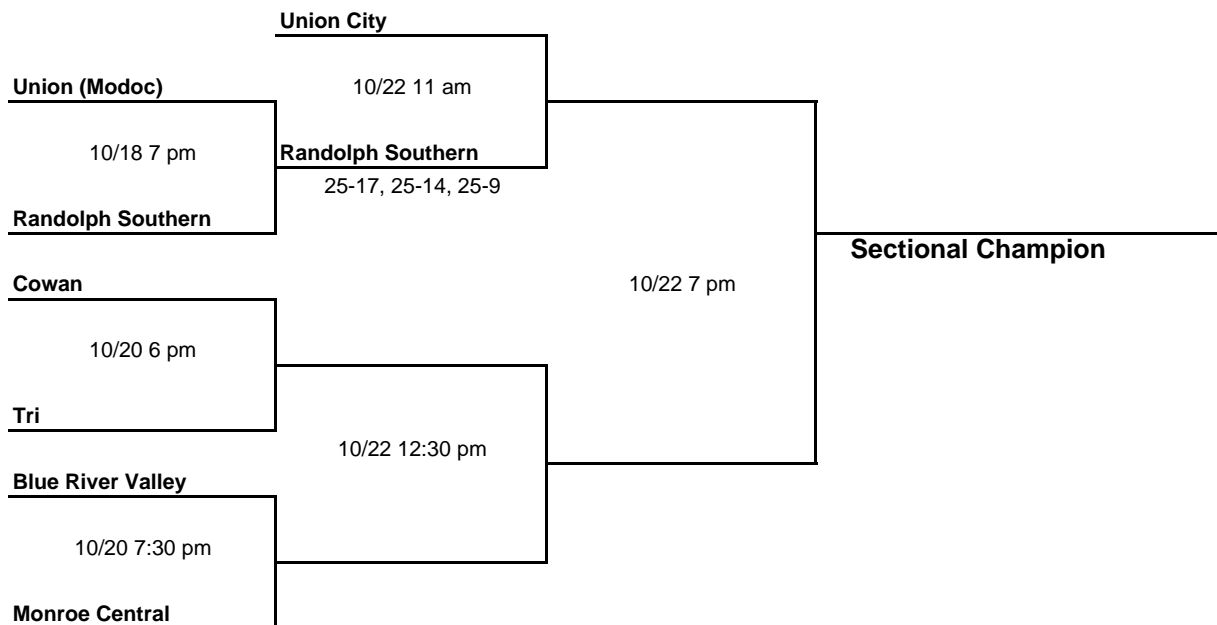 Union City
Union (Modoc)
10/22 11 am
10/18 7 pm
Randolph Southern
25-17, 25-14, 25-9
Randolph Southern
Sectional Champion
Cowan
10/22 7 pm
10/20 6 pm
Tri
10/22 12:30 pm
Blue River Valley
10/20 7:30 pm
Monroe Central